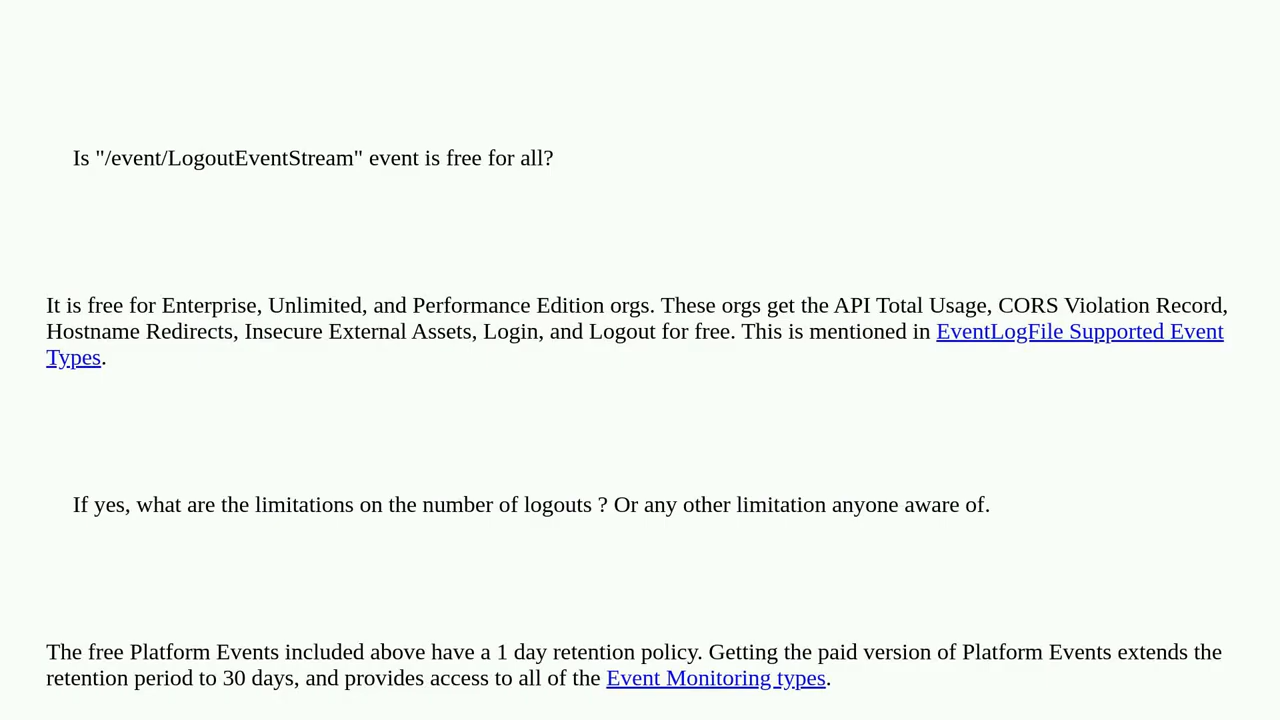 Is "/event/LogoutEventStream" event is free for all?
It is free for Enterprise, Unlimited, and Performance Edition orgs. These orgs get the API Total Usage, CORS Violation Record,
Hostname Redirects, Insecure External Assets, Login, and Logout for free. This is mentioned in EventLogFile Supported Event
Types.
If yes, what are the limitations on the number of logouts ? Or any other limitation anyone aware of.
The free Platform Events included above have a 1 day retention policy. Getting the paid version of Platform Events extends the
retention period to 30 days, and provides access to all of the Event Monitoring types.